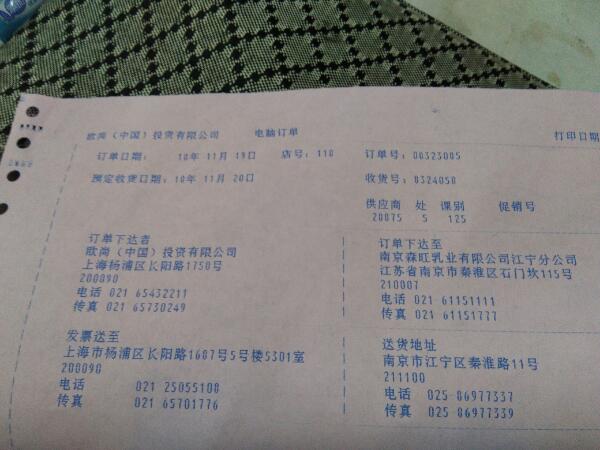 欧尚（中国）投资有限公司 电脑订单 打印日期
订单日期： 18年 11月 19日 店号：118 订单号：00323085
预定收货日期：18年 11月 20日 收货号：0324058
供应商 处 课别 促销号
20875 5 125
订单下达者
欧尚（中国）投资有限公司
上海杨浦区长阳路1750号
200090
电话 021 65432211
传真 021 65730249
订单下达至
南京森旺乳业有限公司江宁分公司
江苏省南京市秦淮区石门坎115号
210007
电话 021-61151111
传真 021-61151777
发票送至
上海市杨浦区长阳路1687号5号楼5301室
200090
电话 021 25055108
传真 021 65701776
送货地址
南京市江宁区秦淮路11号
211100
电话 025-86977337
传真 025-86977339